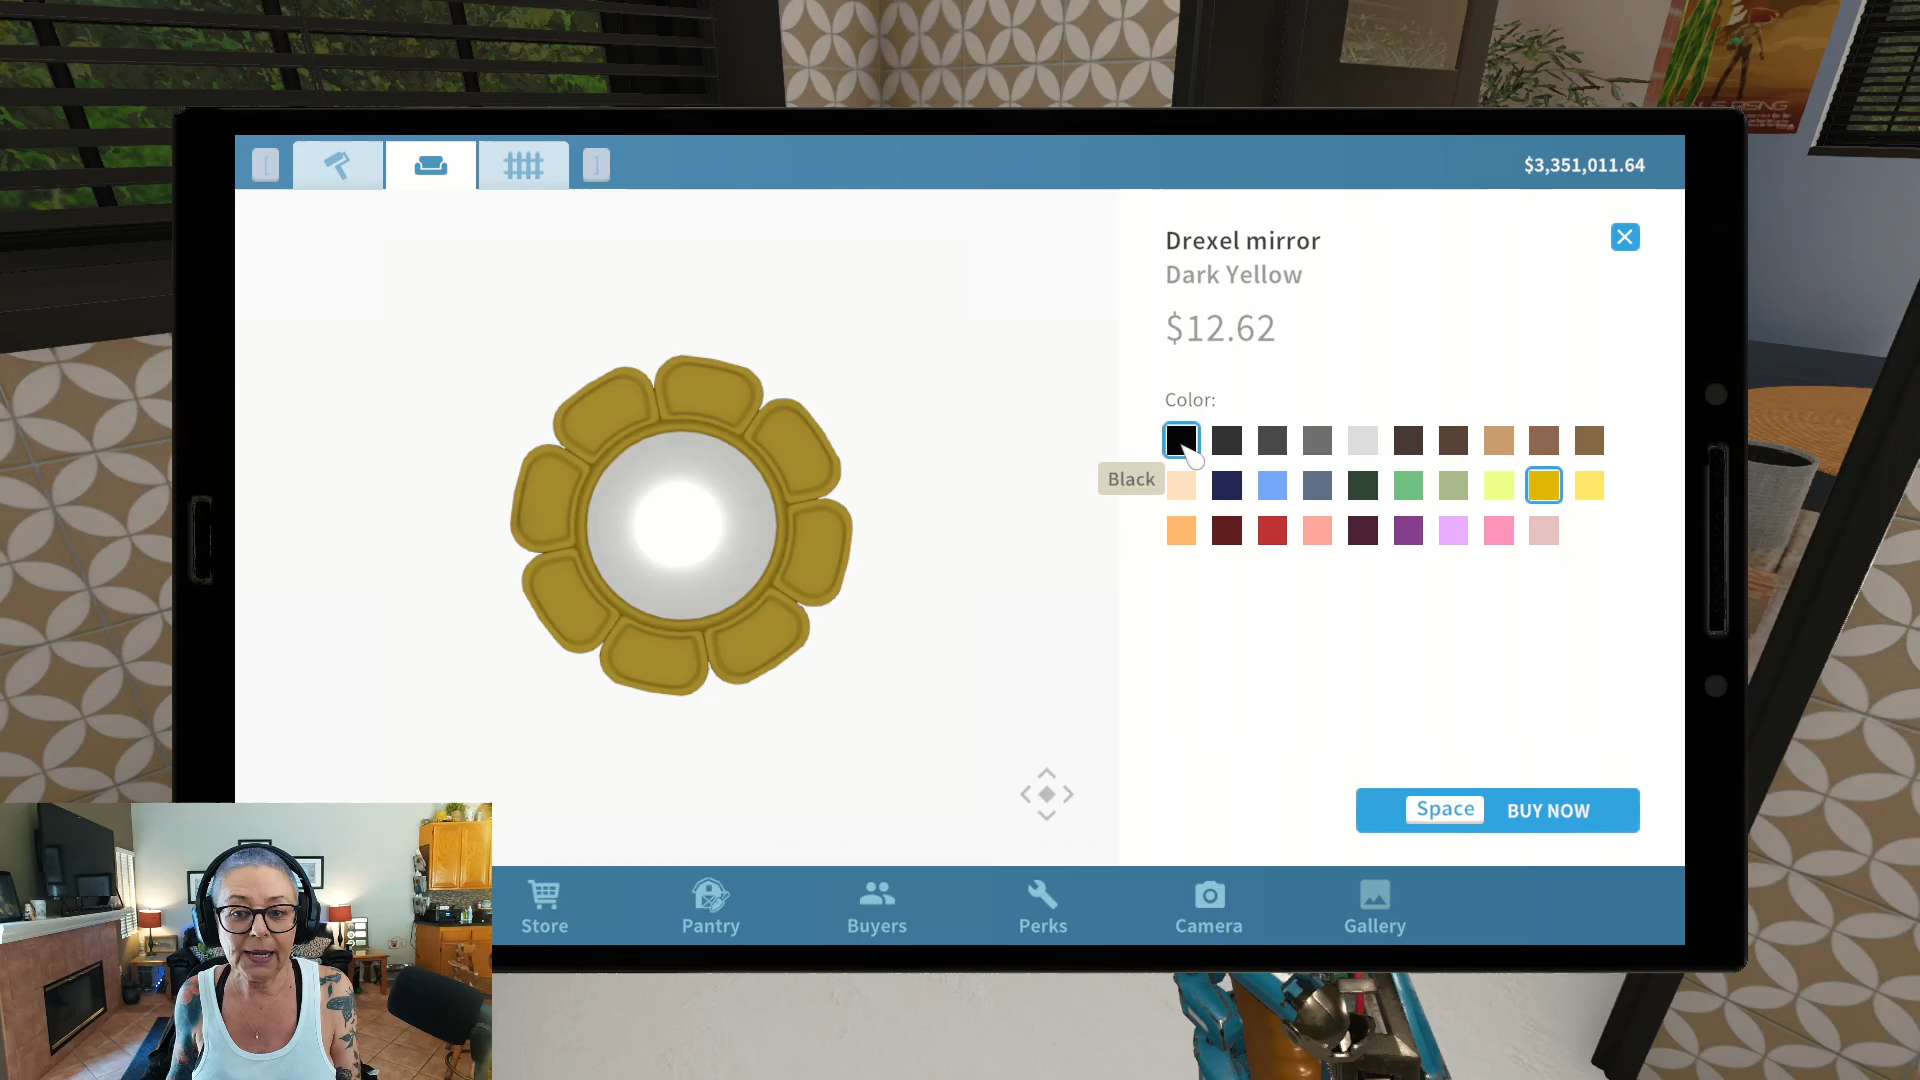 [
]
$3,351,011.64
Drexel mirror
Dark Yellow
$12.62
Color:
Black
Space BUY NOW
Store
Pantry
Buyers
Perks
Camera
Gallery